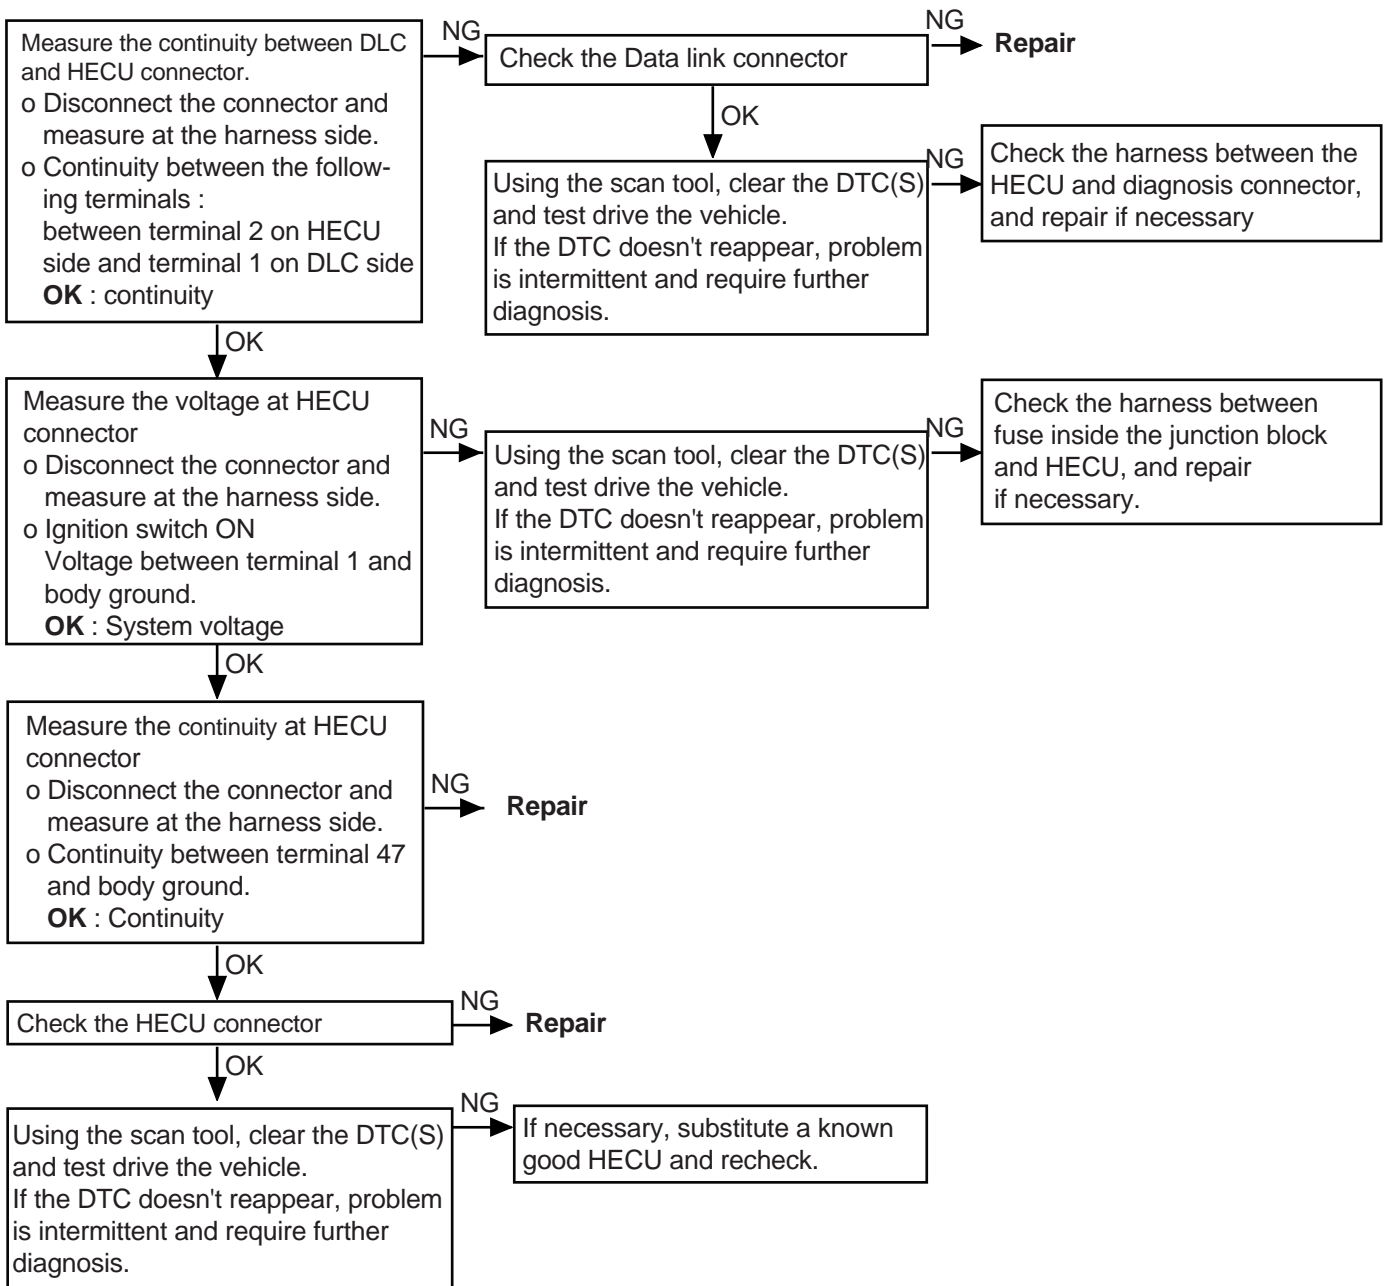 Measure the continuity between DLC
and HECU connector.
o Disconnect the connector and
measure at the harness side.
o Continuity between the follow-
ing terminals :
between terminal 2 on HECU
side and terminal 1 on DLC side
OK : continuity
NG
Check the Data link connector
NG
Repair
OK
Using the scan tool, clear the DTC(S)
and test drive the vehicle.
If the DTC doesn't reappear, problem
is intermittent and require further
diagnosis.
NG
Check the harness between the
HECU and diagnosis connector,
and repair if necessary
OK
Measure the voltage at HECU
connector
o Disconnect the connector and
measure at the harness side.
o Ignition switch ON
Voltage between terminal 1 and
body ground.
OK : System voltage
NG
Using the scan tool, clear the DTC(S)
and test drive the vehicle.
If the DTC doesn't reappear, problem
is intermittent and require further
diagnosis.
NG
Check the harness between
fuse inside the junction block
and HECU, and repair
if necessary.
OK
Measure the continuity at HECU
connector
o Disconnect the connector and
measure at the harness side.
o Continuity between terminal 47
and body ground.
OK : Continuity
NG
Repair
OK
Check the HECU connector
NG
Repair
OK
Using the scan tool, clear the DTC(S)
and test drive the vehicle.
If the DTC doesn't reappear, problem
is intermittent and require further
diagnosis.
NG
If necessary, substitute a known
good HECU and recheck.